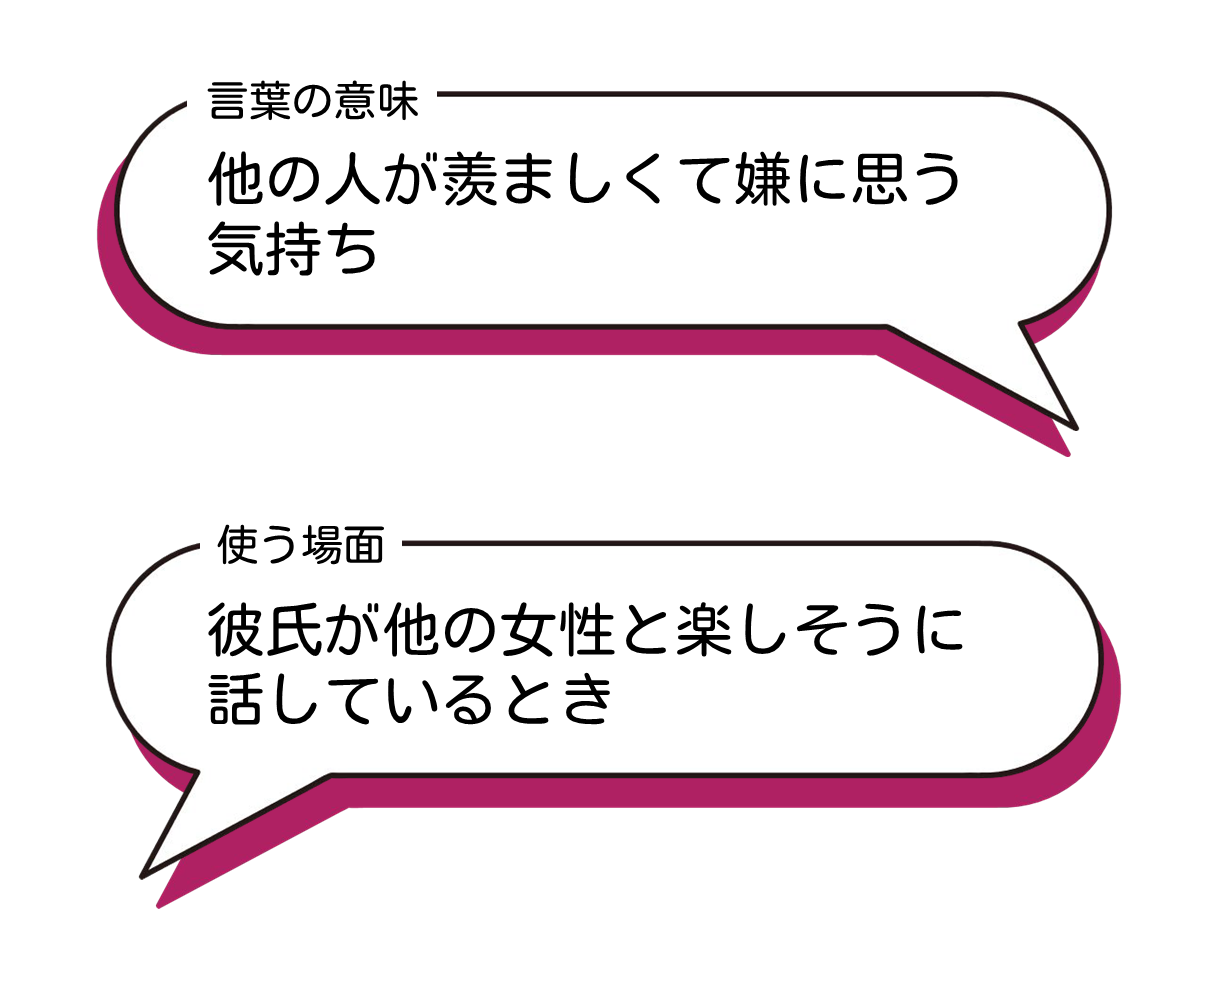 言葉の意味
他の人が羨ましくて嫌に思う
気持ち
使う場面
彼氏が他の女性と楽しそうに
話しているとき